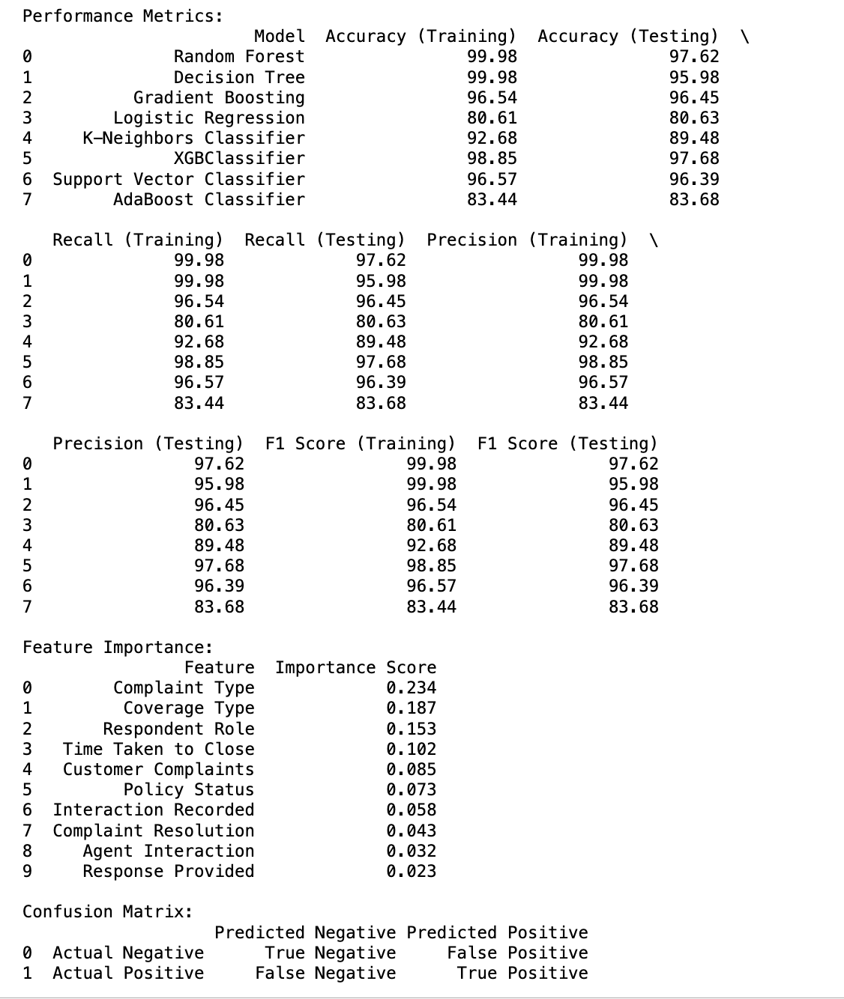 Performance Metrics:
                       Model  Accuracy (Training)  Accuracy (Testing)  \
0              Random Forest                99.98               97.62
1              Decision Tree                99.98               95.98
2          Gradient Boosting                96.54               96.45
3        Logistic Regression                80.61               80.63
4     K-Neighbors Classifier                92.68               89.48
5              XGBClassifier                98.85               97.68
6  Support Vector Classifier                96.57               96.39
7        AdaBoost Classifier                83.44               83.68

   Recall (Training)  Recall (Testing)  Precision (Training)  \
0              99.98             97.62                 99.98
1              99.98             95.98                 99.98
2              96.54             96.45                 96.54
3              80.61             80.63                 80.61
4              92.68             89.48                 92.68
5              98.85             97.68                 98.85
6              96.57             96.39                 96.57
7              83.44             83.68                 83.44

   Precision (Testing)  F1 Score (Training)  F1 Score (Testing)
0                97.62                99.98               97.62
1                95.98                99.98               95.98
2                96.45                96.54               96.45
3                80.63                80.61               80.63
4                89.48                92.68               89.48
5                97.68                98.85               97.68
6                96.39                96.57               96.39
7                83.68                83.44               83.68

Feature Importance:
                Feature  Importance Score
0        Complaint Type             0.234
1         Coverage Type             0.187
2       Respondent Role             0.153
3   Time Taken to Close             0.102
4   Customer Complaints             0.085
5         Policy Status             0.073
6  Interaction Recorded             0.058
7  Complaint Resolution             0.043
8     Agent Interaction             0.032
9     Response Provided             0.023

Confusion Matrix:
                   Predicted Negative Predicted Positive
0  Actual Negative      True Negative     False Positive
1  Actual Positive     False Negative      True Positive